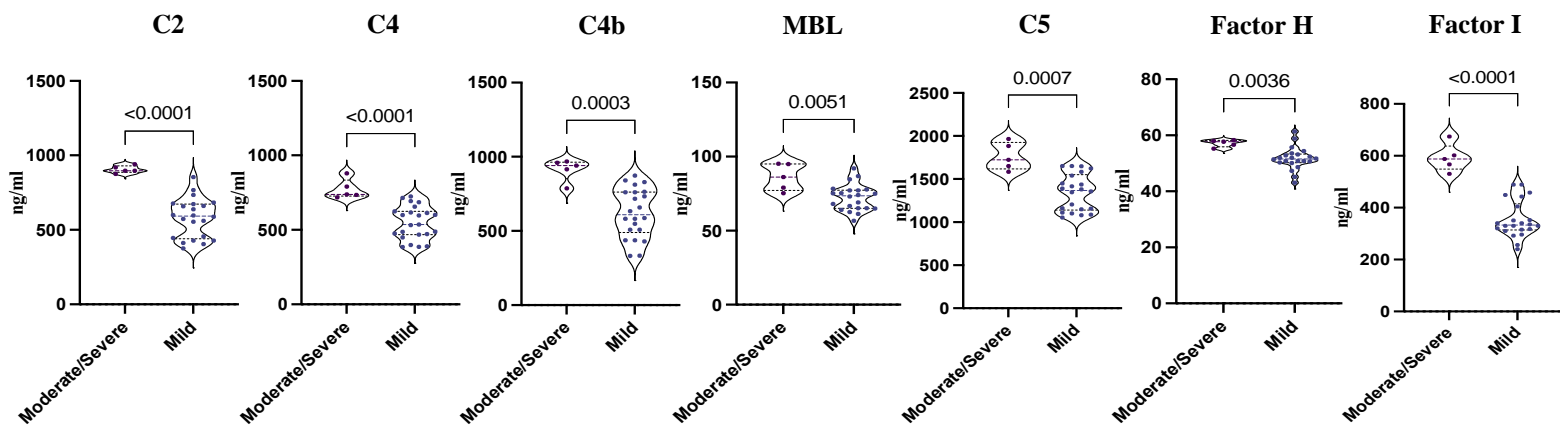 C2
<0.0001
1500
1000
500
0
ng/ml
Moderate/Severe
Mild
C4
<0.0001
1500
1000
500
0
ng/ml
Moderate/Severe
Mild
C4b
0.0003
1500
1000
500
0
ng/ml
Moderate/Severe
Mild
MBL
0.0051
150
100
50
0
ng/ml
Moderate/Severe
Mild
C5
0.0007
2500
2000
1500
1000
500
0
ng/ml
Moderate/Severe
Mild
Factor H
0.0036
80
60
40
20
0
ng/ml
Moderate/Severe
Mild
Factor I
<0.0001
800
600
400
200
0
ng/ml
Moderate/Severe
Mild